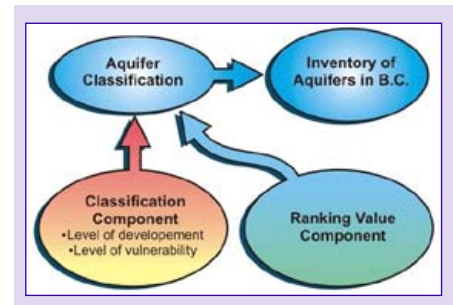 Aquifer
Classification
Inventory of
Aquifers in B.C.
Classification
Component
•Level of developement
•Level of vulnerability
Ranking Value
Component